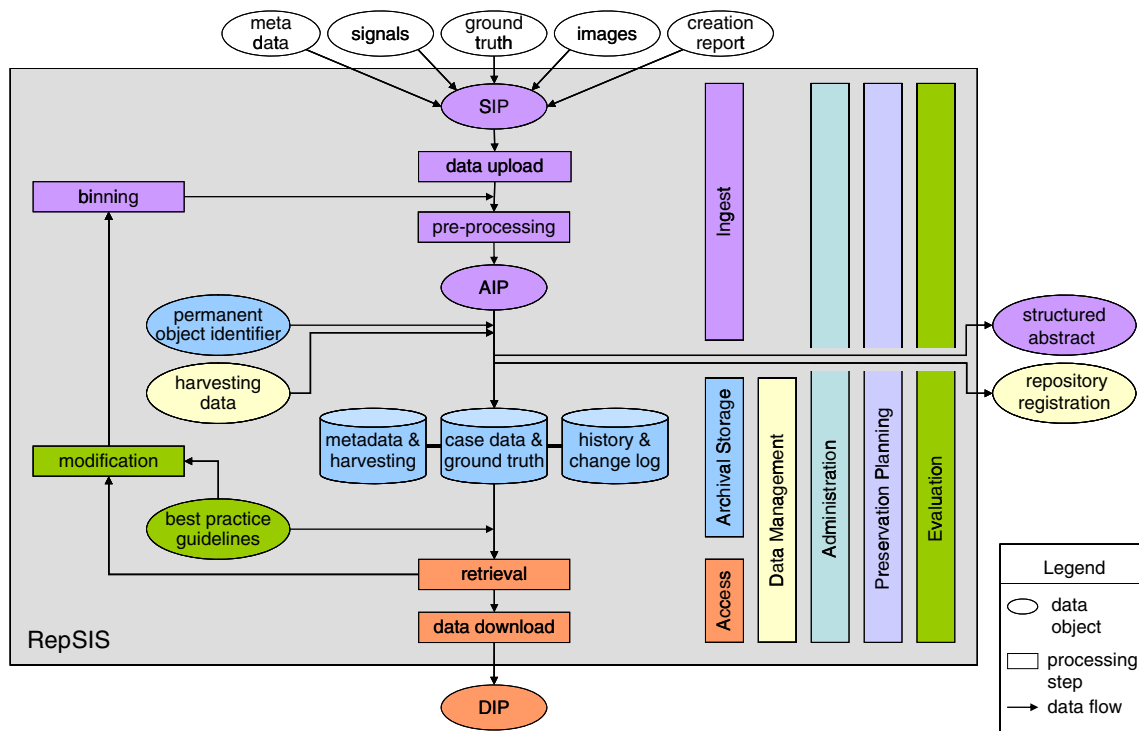 meta
data
signals
ground
truth
images
creation
report
SIP
data upload
binning
pre-processing
AIP
permanent
object identifier
harvesting
data
structured
abstract
repository
registration
metadata &
harvesting
case data &
ground truth
history &
change log
modification
best practice
guidelines
retrieval
data download
DIP
RepSIS
Ingest
Archival Storage
Access
Data Management
Administration
Preservation Planning
Evaluation
Legend
data
object
processing
step
data flow